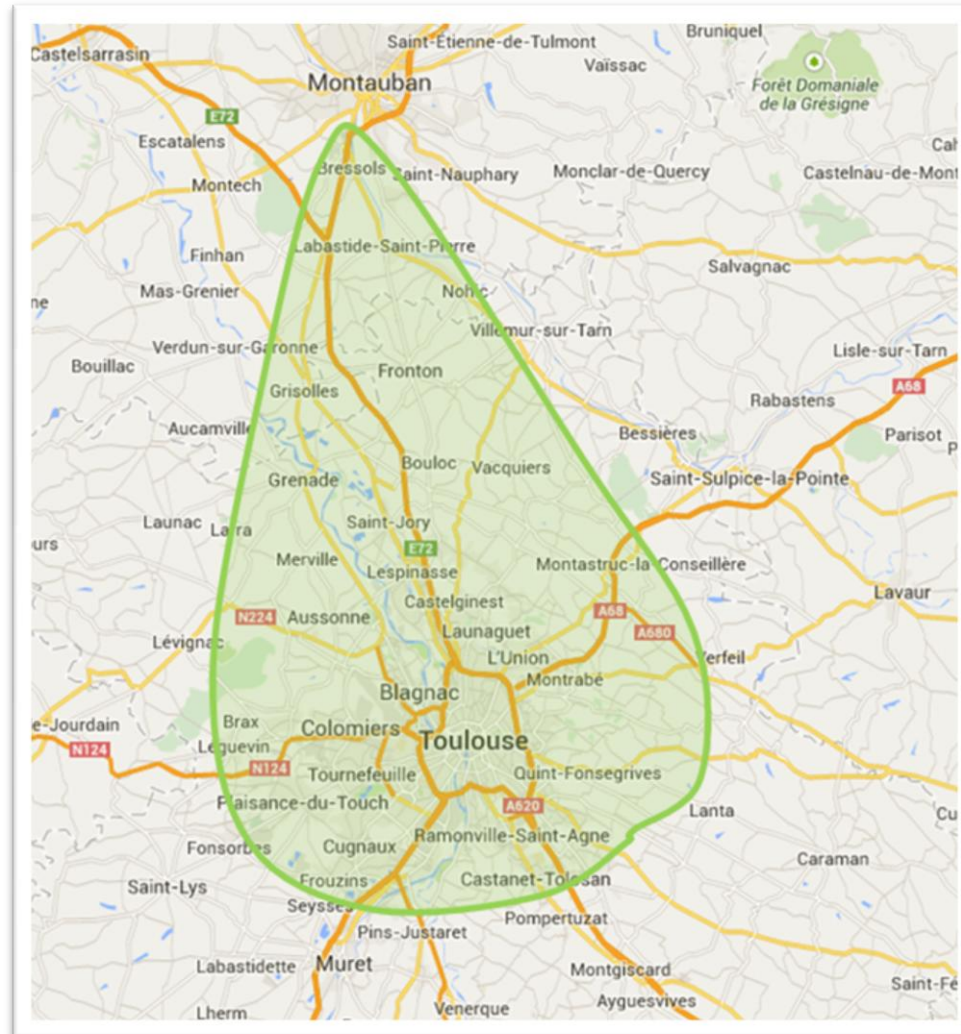 Bruniquel
Saint-Étienne-de-Tulmont
Castelsarrasin
Vaïssac
Montauban
Forêt Domaniale
de la Grésigne
E72
Escatalens
Bressols
Saint-Nauphary
Monclar-de-Quercy
Castelnau-de-Mont
Montech
Labastide-Saint-Pierre
Finhan
Salvagnac
Mas-Grenier
Nohic
Villemur-sur-Tarn
Verdun-sur-Garonne
Lisle-sur-Tarn
Bouillac
Fronton
A68
Grisolles
Rabastens
Aucamville
Bessières
Parisot
Bouloc
Vacquiers
Grenade
Saint-Sulpice-la-Pointe
Launac
Larra
Saint-Jory
E72
Merville
Lespinasse
Montastruc-la-Conseillère
Lavaur
Castelginest
A68
N224
Aussonne
Launaguet
A680
Lévignac
L'Union
Verfeil
Montrabé
Blagnac
Brax
e-Jourdain
Colomiers
Toulouse
N124
Léguevin
N124
Tournefeuille
Quint-Fonsegrives
Plaisance-du-Touch
A620
Lanta
Ramonville-Saint-Agne
Fonsorbes
Cugnaux
Caraman
Saint-Lys
Frouzins
Castanet-Tolosan
Seysses
Pompertuzat
Pins-Justaret
Labastidette
Muret
Montgiscard
Saint-Fé
Lherm
Venerque
Ayguesvives